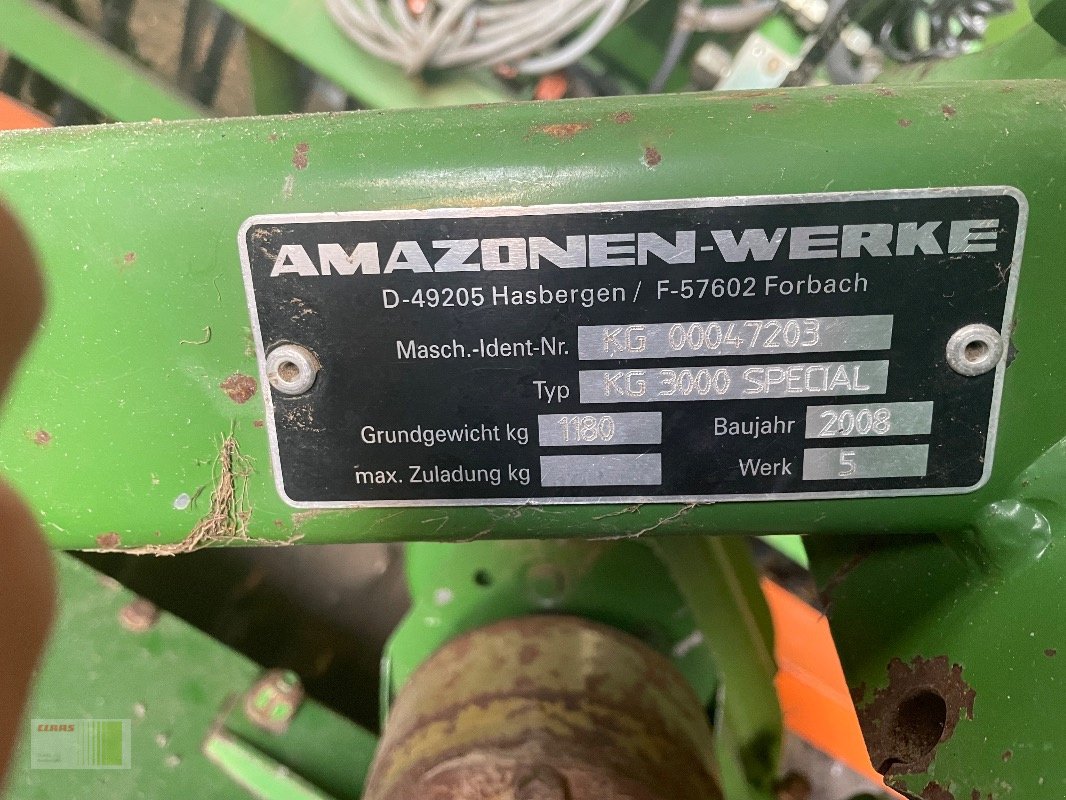 AMAZONEN-WERKE
D-49205 Hasbergen / F-57602 Forbach
Masch.-Ident-Nr. KG 00047203
Typ KG 3000 SPECIAL
Grundgewicht kg 1180 Baujahr 2008
max. Zuladung kg Werk 5
CLAAS